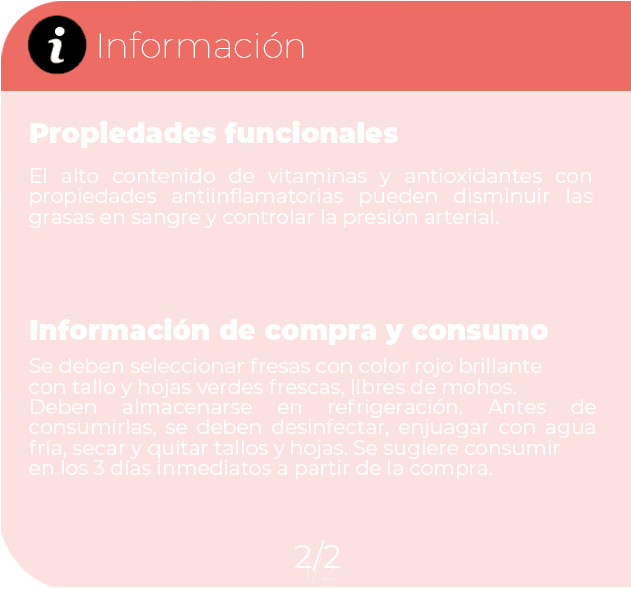 i Información
Propiedades funcionales
El alto contenido de vitaminas y antioxidantes con
propiedades antiinflamatorias pueden disminuir las
grasas en sangre y controlar la presión arterial.
Información de compra y consumo
Se deben seleccionar fresas con color rojo brillante
con tallo y hojas verdes frescas, libres de mohos.
Deben almacenarse en refrigeración. Antes de
consumirlas, se deben desinfectar, enjuagar con agua
fría, secar y quitar tallos y hojas. Se sugiere consumir
en los 3 días inmediatos a partir de la compra.
2/2